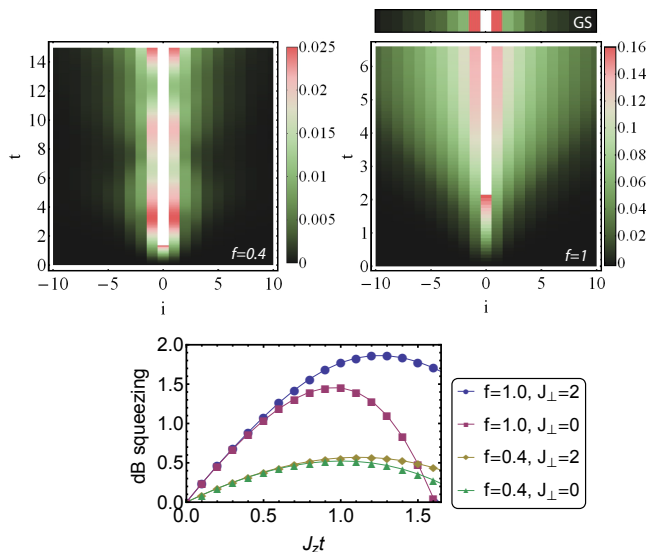 GS
14
12
10
8
6
4
2
0
t
f=0.4
−10 −5 0 5 10
i
0.025
0.02
0.015
0.01
0.005
0
6
5
4
3
2
1
0
t
f=1
−10 −5 0 5 10
i
0.16
0.14
0.12
0.10
0.08
0.06
0.04
0.02
0
2.0
1.5
1.0
0.5
0.0
dB squeezing
0.0 0.5 1.0 1.5
J_z t
f=1.0, J⊥=2
f=1.0, J⊥=0
f=0.4, J⊥=2
f=0.4, J⊥=0